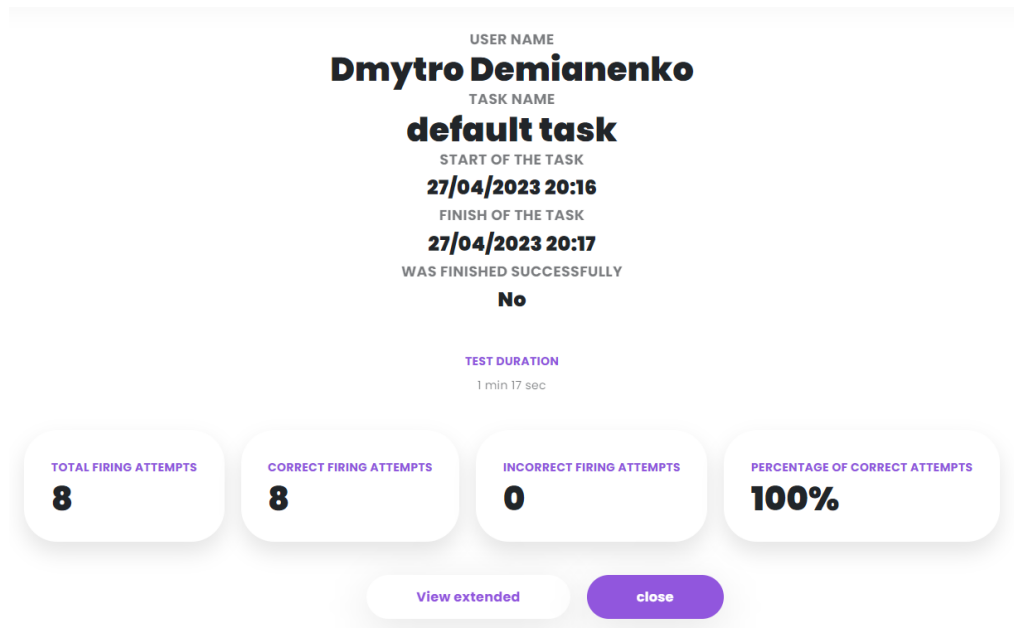 USER NAME
Dmytro Demianenko
TASK NAME
default task
START OF THE TASK
27/04/2023 20:16
FINISH OF THE TASK
27/04/2023 20:17
WAS FINISHED SUCCESSFULLY
No
TEST DURATION
1 min 17 sec
TOTAL FIRING ATTEMPTS
8
CORRECT FIRING ATTEMPTS
8
INCORRECT FIRING ATTEMPTS
0
PERCENTAGE OF CORRECT ATTEMPTS
100%
View extended
close